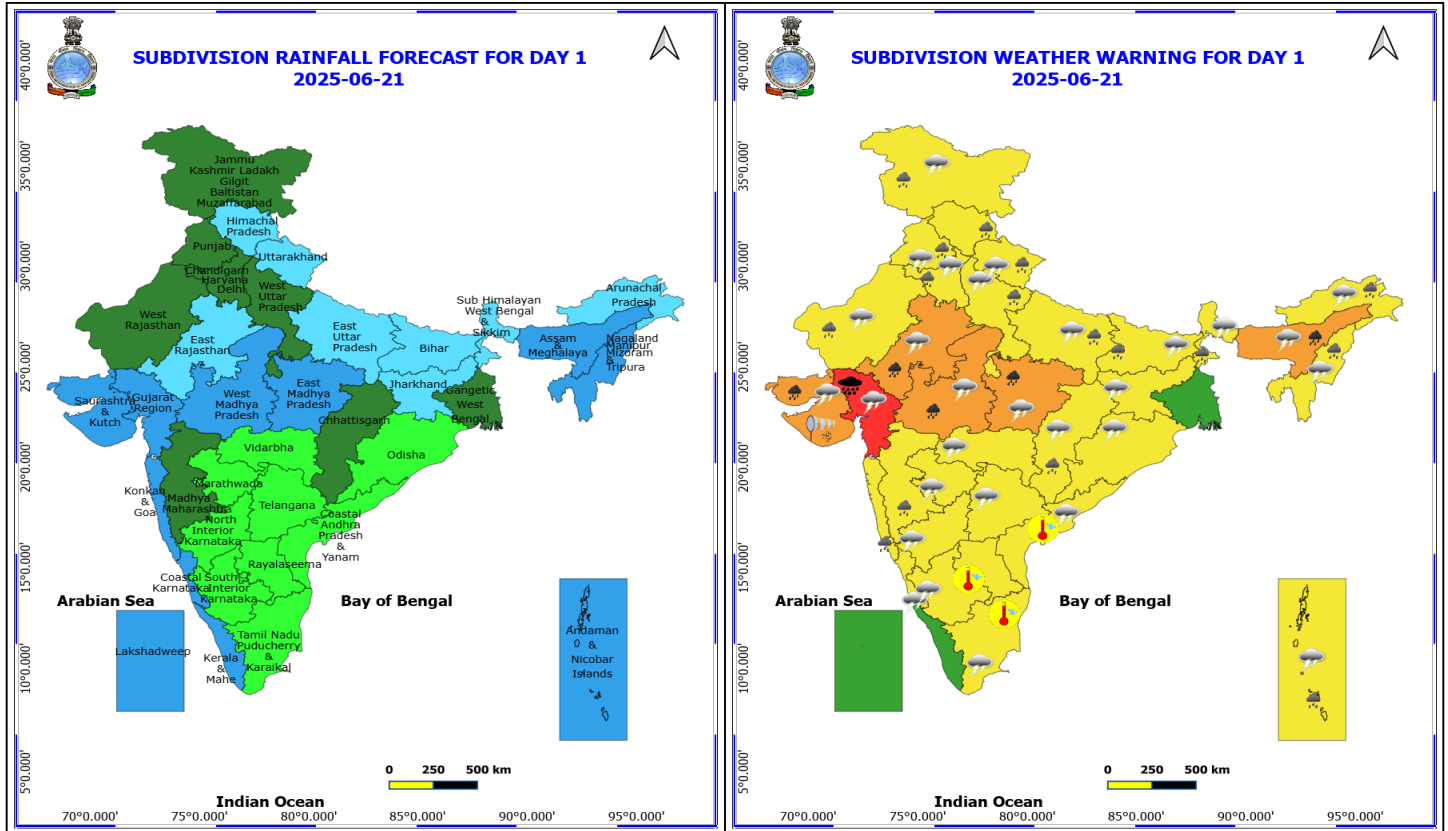 SUBDIVISION RAINFALL FORECAST FOR DAY 1
2025-06-21
40°0.000'
35°0.000'
30°0.000'
25°0.000'
20°0.000'
15°0.000'
10°0.000'
5°0.000'
Jammu
Kashmir Ladakh
Gilgit
Baltistan
Muzaffarabad
Himachal
Pradesh
Punjab
Uttarakhand
Chandigarh
Haryana
Delhi
West
Uttar
Pradesh
West
Rajasthan
East
Rajasthan
East
Uttar
Pradesh
Bihar
Sub Himalayan
West Bengal
&
Sikkim
Arunachal
Pradesh
Assam
&
Meghalaya
Nagaland
Manipur
Mizoram
&
Tripura
Saurashtra
&
Kutch
Gujarat
Region
West
Madhya
Pradesh
East
Madhya
Pradesh
Jharkhand
Gangetic
West
Bengal
Chhattisgarh
Vidarbha
Odisha
Konkan
&
Goa
Madhya
Maharashtra
Marathwada
Telangana
North
Interior
Karnataka
Coastal
Andhra
Pradesh
&
Yanam
Rayalaseema
Coastal
Karnataka
South
Interior
Karnataka
Arabian Sea
Bay of Bengal
Lakshadweep
Kerala
&
Mahe
Tamil Nadu
Puducherry
&
Karaikal
Andaman
&
Nicobar
Islands
0 250 500 km
Indian Ocean
70°0.000' 75°0.000' 80°0.000' 85°0.000' 90°0.000' 95°0.000'
SUBDIVISION WEATHER WARNING FOR DAY 1
2025-06-21
40°0.000'
35°0.000'
30°0.000'
25°0.000'
20°0.000'
15°0.000'
10°0.000'
5°0.000'
Arabian Sea
Bay of Bengal
0 250 500 km
Indian Ocean
70°0.000' 75°0.000' 80°0.000' 85°0.000' 90°0.000' 95°0.000'